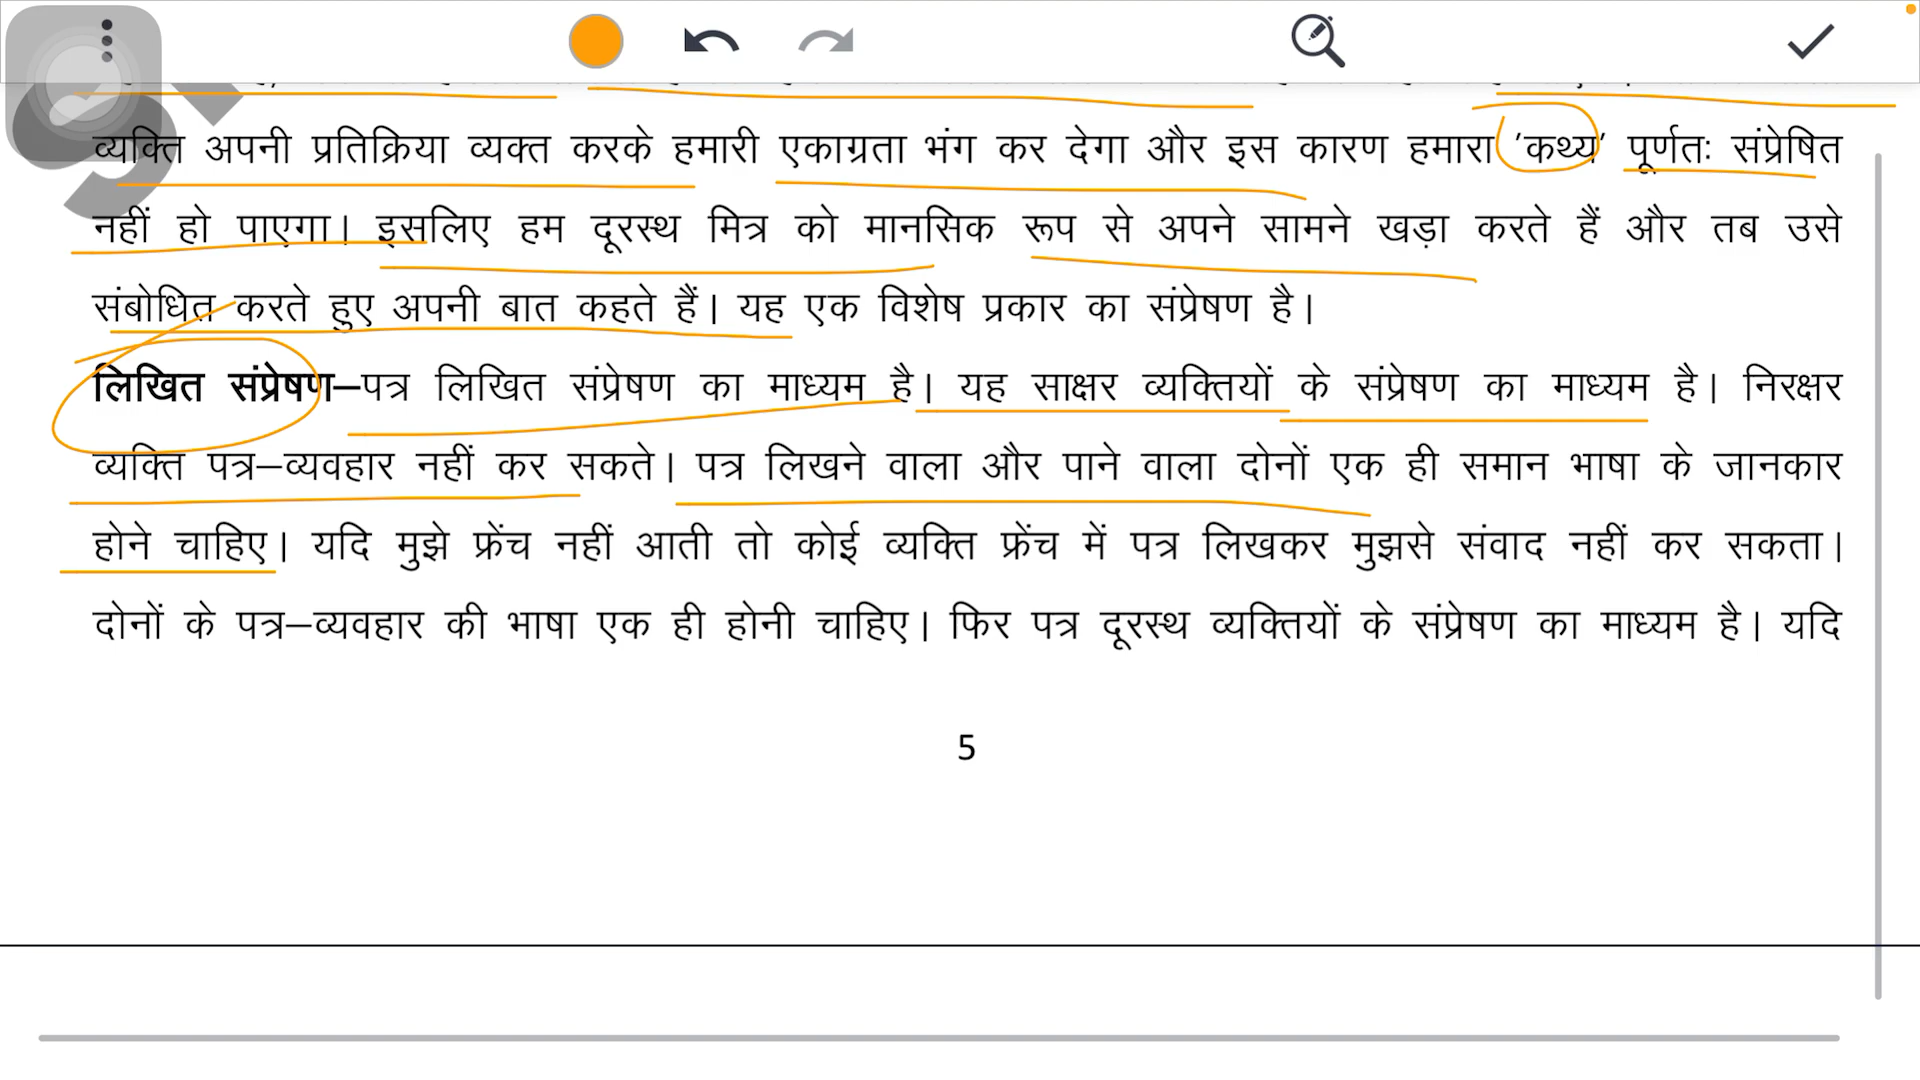 व्यक्ति अपनी प्रतिक्रिया व्यक्त करके हमारी एकाग्रता भंग कर देगा और इस कारण हमारा 'कथ्य' पूर्णतः संप्रेषित
नहीं हो पाएगा। इसलिए हम दूरस्थ मित्र को मानसिक रूप से अपने सामने खड़ा करते हैं और तब उसे
संबोधित करते हुए अपनी बात कहते हैं। यह एक विशेष प्रकार का संप्रेषण है।
लिखित संप्रेषण–पत्र लिखित संप्रेषण का माध्यम है। यह साक्षर व्यक्तियों के संप्रेषण का माध्यम है। निरक्षर
व्यक्ति पत्र–व्यवहार नहीं कर सकते। पत्र लिखने वाला और पाने वाला दोनों एक ही समान भाषा के जानकार
होने चाहिए। यदि मुझे फ्रेंच नहीं आती तो कोई व्यक्ति फ्रेंच में पत्र लिखकर मुझसे संवाद नहीं कर सकता।
दोनों के पत्र–व्यवहार की भाषा एक ही होनी चाहिए। फिर पत्र दूरस्थ व्यक्तियों के संप्रेषण का माध्यम है। यदि
5